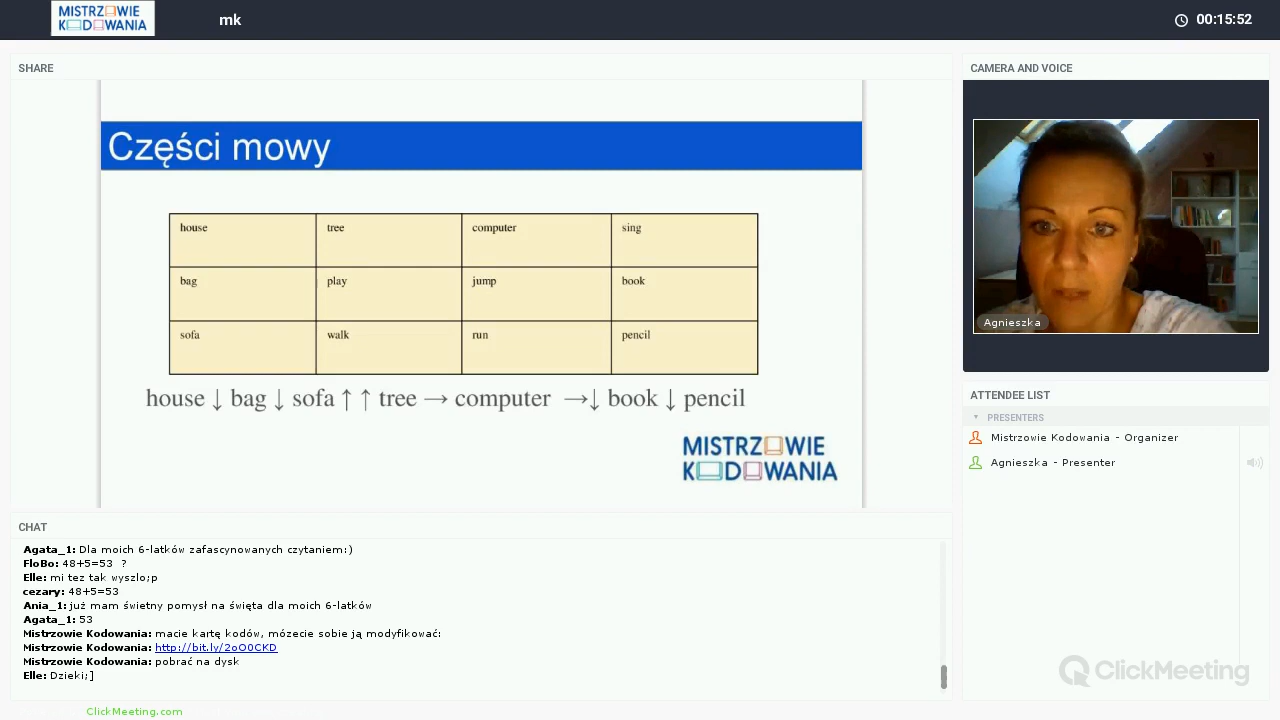 MISTRZOWIE
KODOWANIA
mk
00:15:52
SHARE
Części mowy
house tree computer sing
bag play jump book
sofa walk run pencil
house ↓ bag ↓ sofa ↑ ↑ tree → computer →↓ book ↓ pencil
MISTRZOWIE
KODOWANIA
CHAT
Agata_1: Dla moich 6-latków zafascynowanych czytaniem:)
FloBo: 48+5=53 ?
Elle: mi tez tak wyszlo;p
cezary: 48+5=53
Ania_1: już mam świetny pomysł na święta dla moich 6-latków
Agata_1: 53
Mistrzowie Kodowania: macie kartę kodów, mózecie sobie ją modyfikować:
Mistrzowie Kodowania: http://bit.ly/2oO0CKD
Mistrzowie Kodowania: pobrać na dysk
Elle: Dzieki;]
ClickMeeting.com
CAMERA AND VOICE
Agnieszka
ATTENDEE LIST
PRESENTERS
Mistrzowie Kodowania - Organizer
Agnieszka - Presenter
ClickMeeting